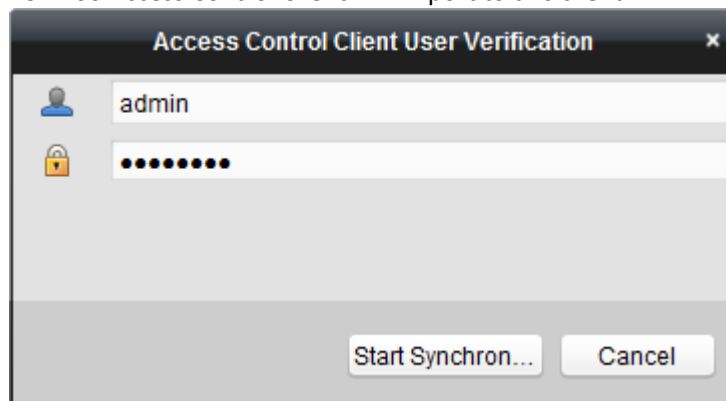 Access Control Client User Verification ×
admin
••••••••
Start Synchron... Cancel